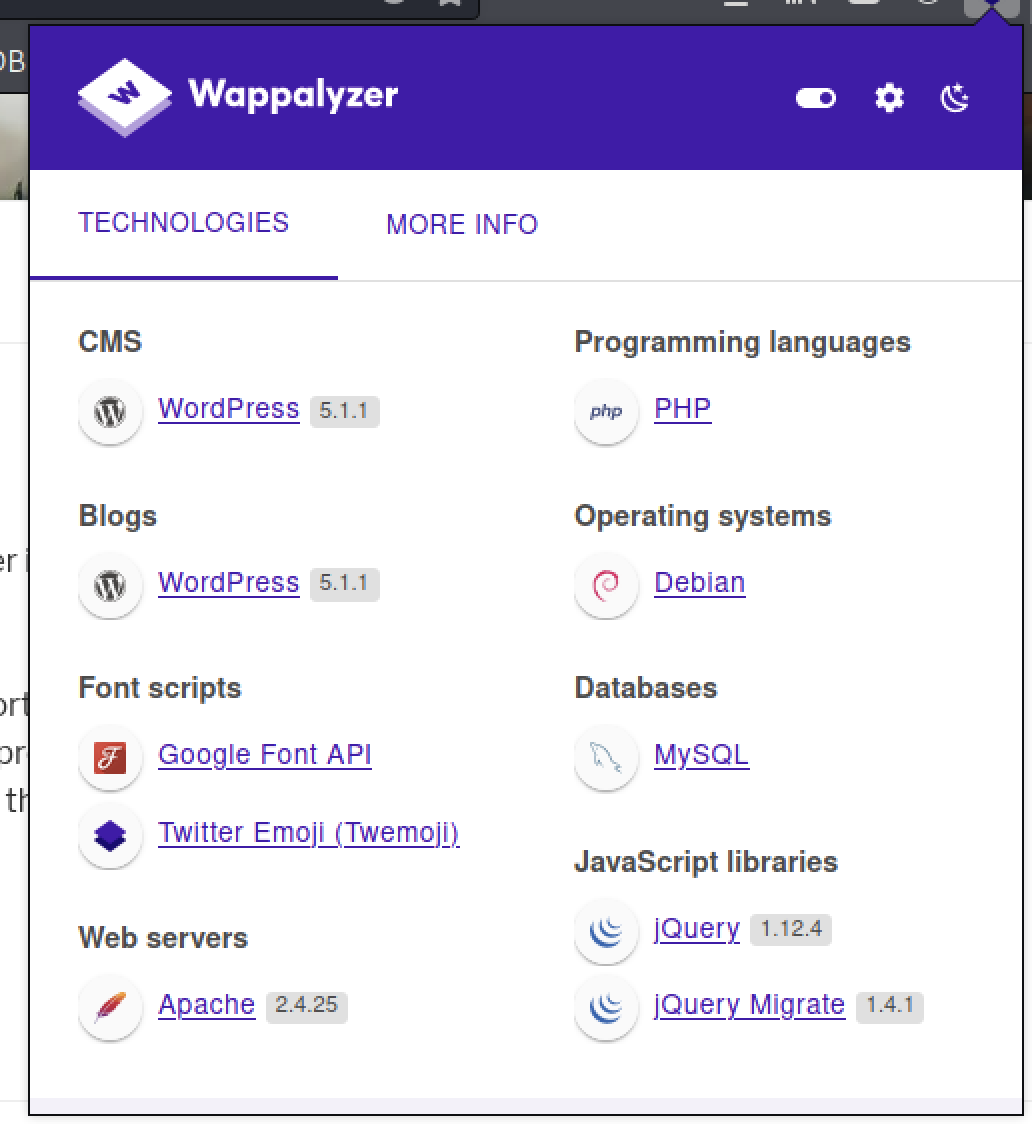 OB
Wappalyzer
TECHNOLOGIES
MORE INFO
CMS
WordPress 5.1.1
Blogs
WordPress 5.1.1
Font scripts
Google Font API
Twitter Emoji (Twemoji)
Web servers
Apache 2.4.25
Programming languages
php PHP
Operating systems
Debian
Databases
MySQL
JavaScript libraries
jQuery 1.12.4
jQuery Migrate 1.4.1